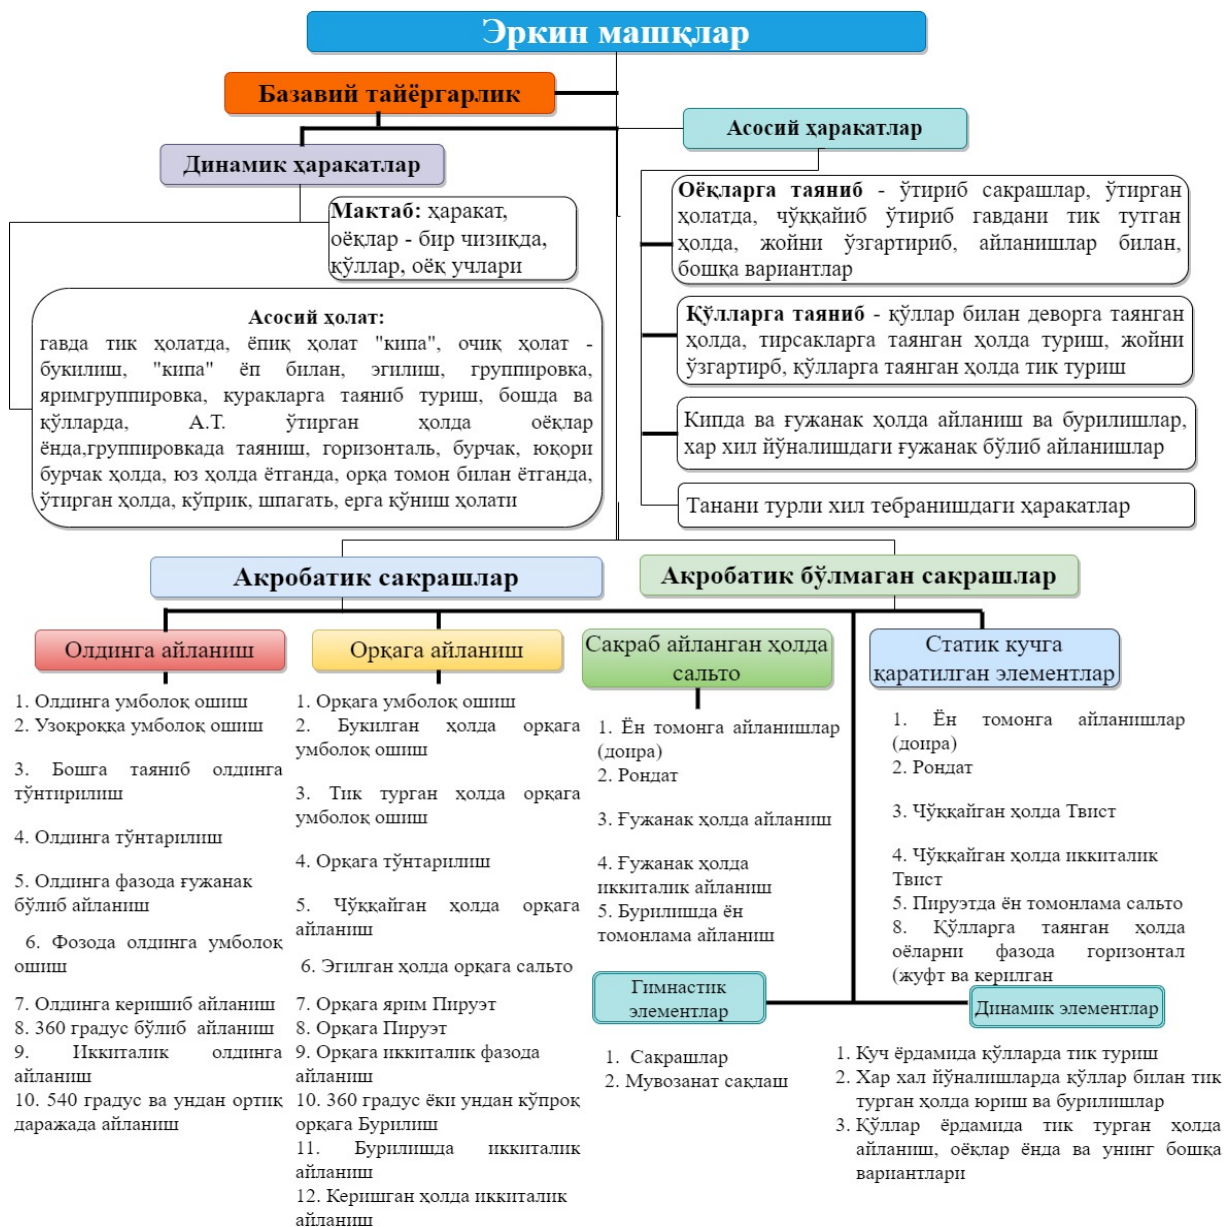 Эркин машқлар
Базавий тайёргарлик
Асосий ҳаракатлар
Динамик ҳаракатлар
Мактаб: ҳаракат,
оёқлар - бир чизиқда,
қўллар, оёқ учлари
Асосий ҳолат:
гавда тик ҳолатда, ёпиқ ҳолат "кипа", очиқ ҳолат -
букилиш, "кипа" ёп билан, эгилиш, группировка,
яримгруппировка, куракларга таяниб туриш, бошда ва
қўлларда, А.Т. ўтирган ҳолда оёқлар
ёнда,группировкада таяниш, горизонталь, бурчак, юқори
бурчак ҳолда, юз ҳолда ётганда, орқа томон билан ётганда,
ўтирган ҳолда, кўприк, шпагать, ерга қўниш ҳолати
Оёқларга таяниб - ўтириб сакрашлар, ўтирган
ҳолатда, чўққайиб ўтириб гавдани тик тутган
ҳолда, жойни ўзгартириб, айланишлар билан,
бошқа вариантлар
Қўлларга таяниб - қўллар билан деворга таянган
ҳолда, тирсакларга таянган ҳолда туриш, жойни
ўзгартирб, қўлларга таянган ҳолда тик туриш
Кипда ва ғужанак ҳолда айланиш ва бурилишлар,
хар хил йўналишдаги ғужанак бўлиб айланишлар
Танани турли хил тебранишдаги ҳаракатлар
Акробатик сакрашлар
Акробатик бўлмаган сакрашлар
Олдинга айланиш
1. Олдинга умболоқ ошиш
2. Узоқроққа умболоқ ошиш
3. Бошга таяниб олдинга
тўнтирилиш
4. Олдинга тўнтарилиш
5. Олдинга фазода ғужанак
бўлиб айланиш
6. Фозода олдинга умболоқ
ошиш
7. Олдинга керишиб айланиш
8. 360 градус бўлиб айланиш
9. Иккиталик олдинга
айланиш
10. 540 градус ва ундан ортиқ
даражада айланиш
Орқага айланиш
1. Орқага умболоқ ошиш
2. Букилган ҳолда орқага
умболоқ ошиш
3. Тик турган ҳолда орқага
умболоқ ошиш
4. Орқага тўнтарилиш
5. Чўққайган ҳолда орқага
айланиш
6. Эгилган ҳолда орқага сальто
7. Орқага ярим Пируэт
8. Орқага Пируэт
9. Орқага иккиталик фазода
айланиш
10. 360 градус ёки ундан кўпроқ
орқага Бурилиш
11. Бурилишда иккиталик
айланиш
12. Керишган ҳолда иккиталик
айланиш
Сакраб айланган ҳолда
сальто
1. Ён томонга айланишлар
(доира)
2. Рондат
3. Ғужанак ҳолда айланиш
4. Ғужанак ҳолда
иккиталик айланиш
5. Бурилишда ён
томонлама айланиш
Статик кучга
қаратилган элементлар
1. Ён томонга айланишлар
(доира)
2. Рондат
3. Чўққайган ҳолда Твист
4. Чўққайган ҳолда иккиталик
Твист
5. Пируэтда ён томонлама сальто
8. Қўлларга таянган ҳолда
оёларни фазода горизонтал
(жуфт ва керилган
Гимнастик
элементлар
1. Сакрашлар
2. Мувозанат сақлаш
Динамик элементлар
1. Куч ёрдамида қўлларда тик туриш
2. Хар хал йўналишларда қўллар билан тик
турган ҳолда юриш ва бурилишлар
3. Қўллар ёрдамида тик турган ҳолда
айланиш, оёқлар ёнда ва унинг бошқа
вариантлари